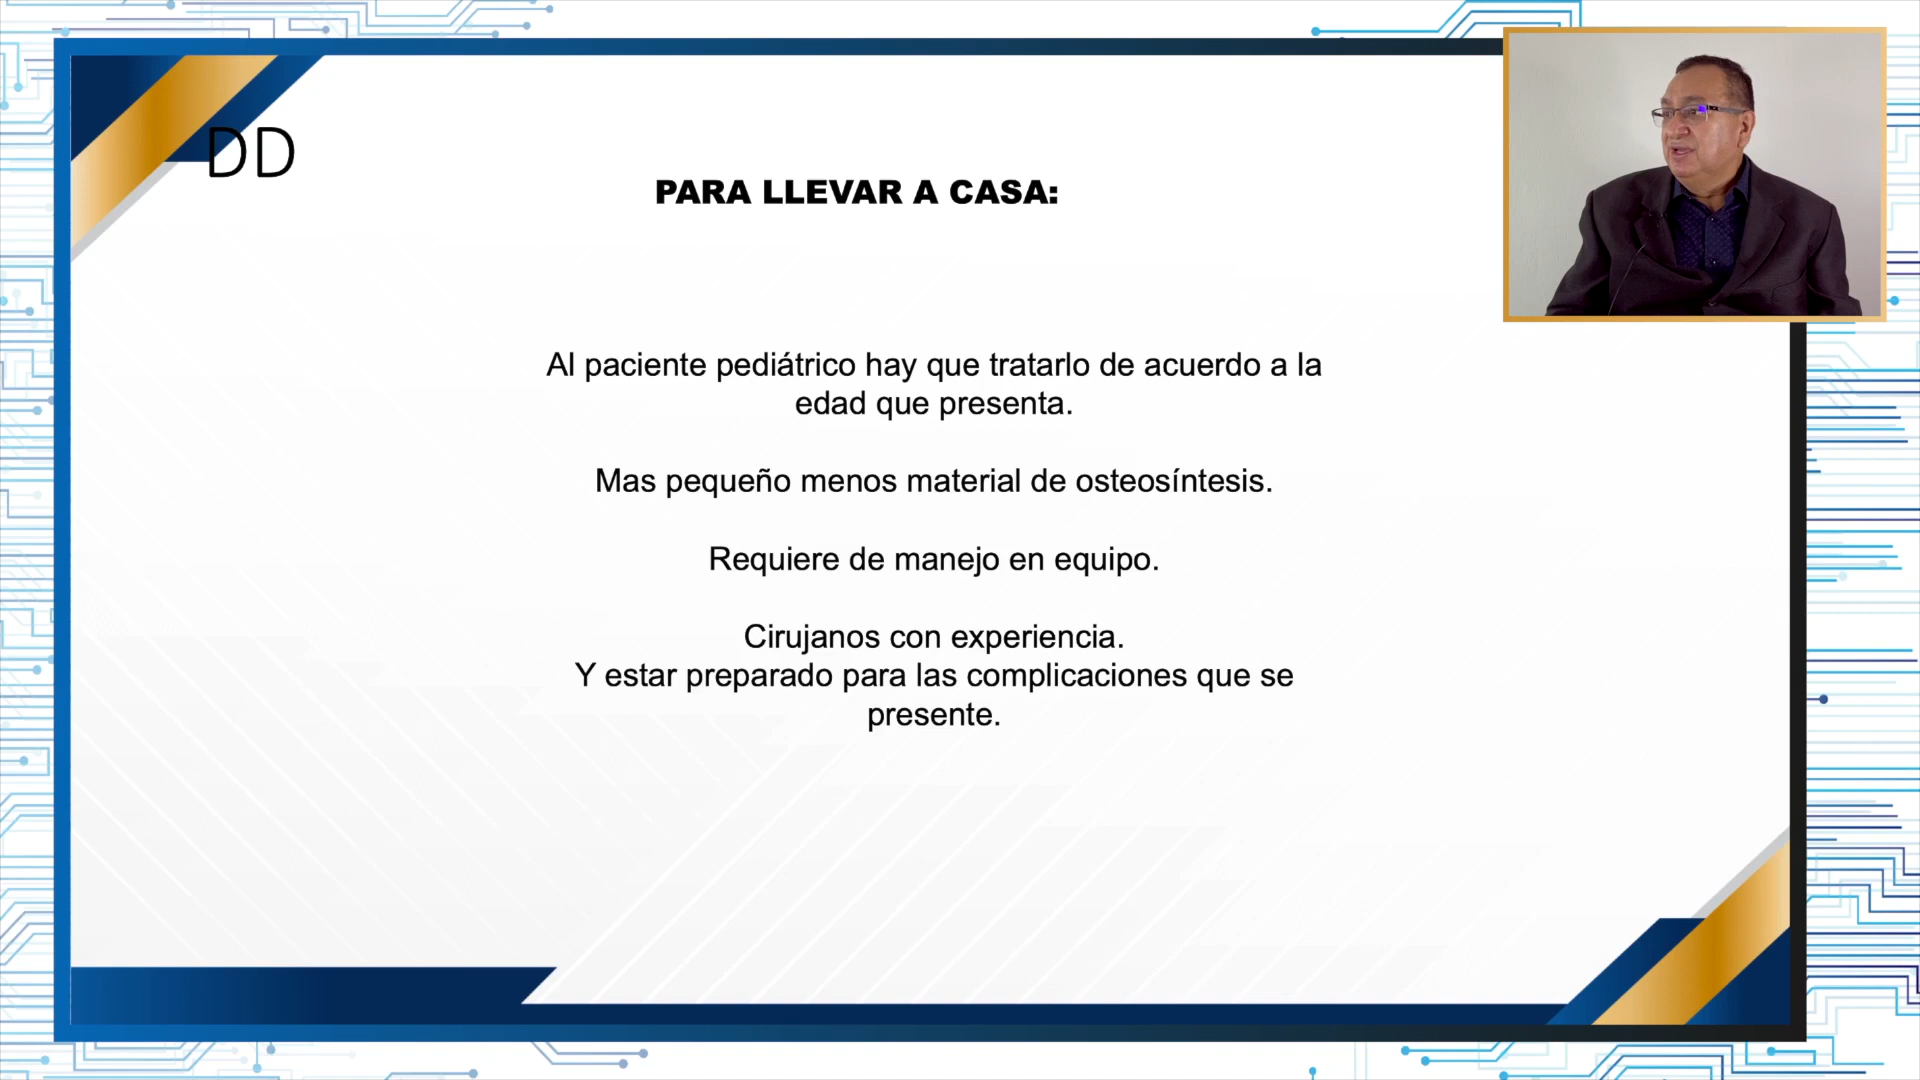 DD
PARA LLEVAR A CASA:
Al paciente pediátrico hay que tratarlo de acuerdo a la
edad que presenta.
Mas pequeño menos material de osteosíntesis.
Requiere de manejo en equipo.
Cirujanos con experiencia.
Y estar preparado para las complicaciones que se
presente.